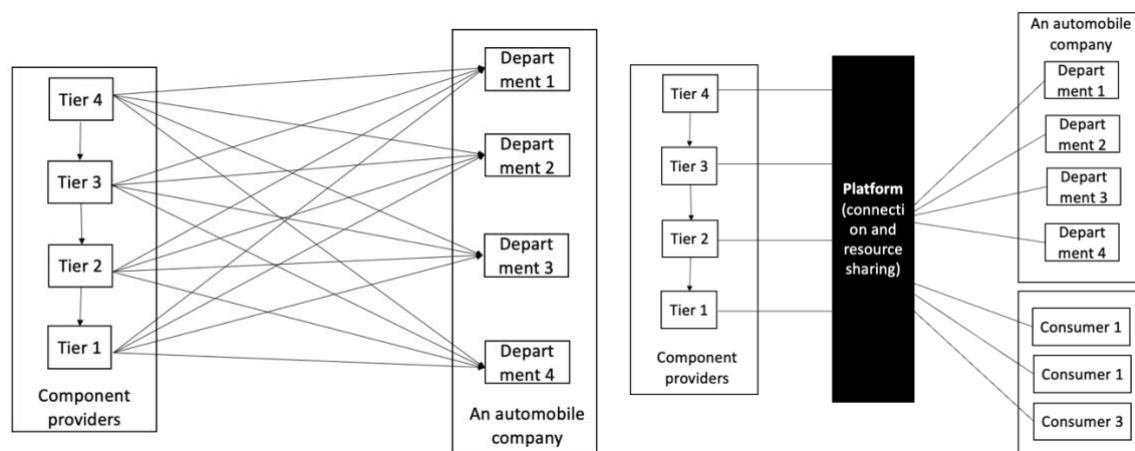 Tier 4
Tier 3
Tier 2
Tier 1
Component
providers
Depart
ment 1
Depart
ment 2
Depart
ment 3
Depart
ment 4
An automobile
company
Tier 4
Tier 3
Tier 2
Tier 1
Component
providers
Platform
(connecti
on and
resource
sharing)
An automobile
company
Depart
ment 1
Depart
ment 2
Depart
ment 3
Depart
ment 4
Consumer 1
Consumer 1
Consumer 3